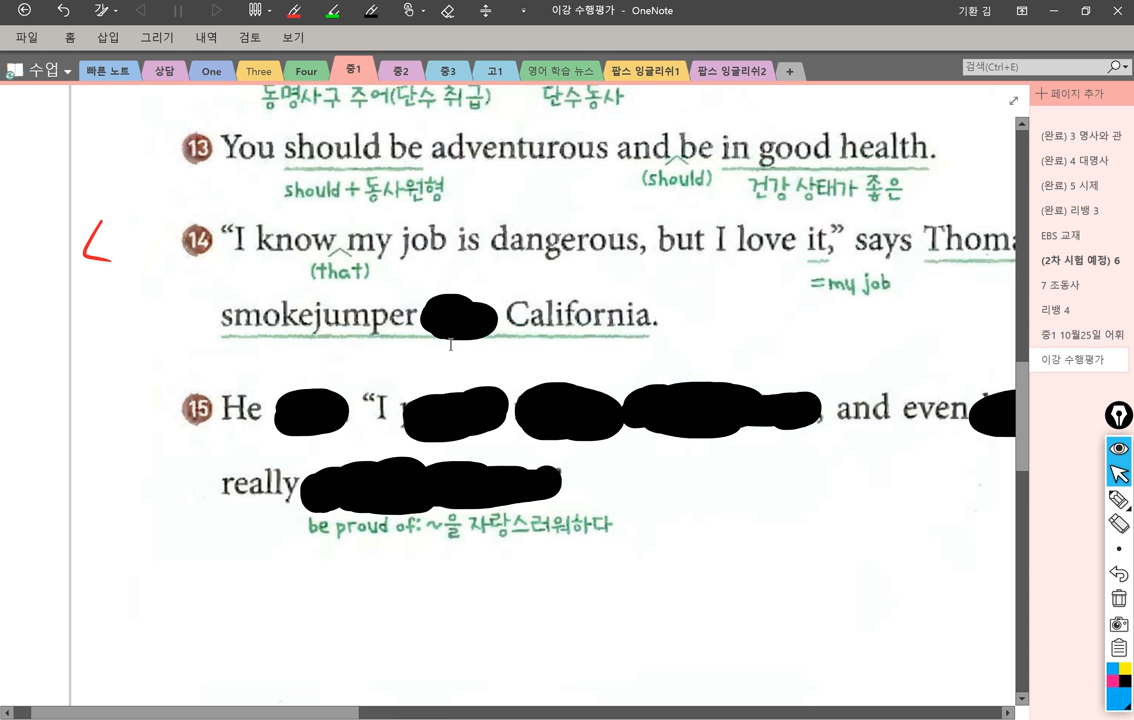 이강 수행평가 - OneNote
기환 김
파일 홈 삽입 그리기 내역 검토 보기
수업 빠른 노트 상담 One Three Four 중1 중2 중3 고1 영어 학습 뉴스 팝스 잉글리쉬1 팝스 잉글리쉬2 +
검색(Ctrl+E)
동명사구 주어(단수 취급) 단수동사
13 You should be adventurous and be in good health.
should + 동사원형 (should) 건강 상태가 좋은
14 “I know my job is dangerous, but I love it,” says Thoma
(that) =my job
smokejumper California.
15 He “I , and even
really
be proud of: ~을 자랑스러워하다
페이지 추가
(완료) 3 명사와 관
(완료) 4 대명사
(완료) 5 시제
(완료) 리뱅 3
EBS 교재
(2차 시험 예정) 6
7 조동사
리뱅 4
중1 10월25일 어휘
이강 수행평가